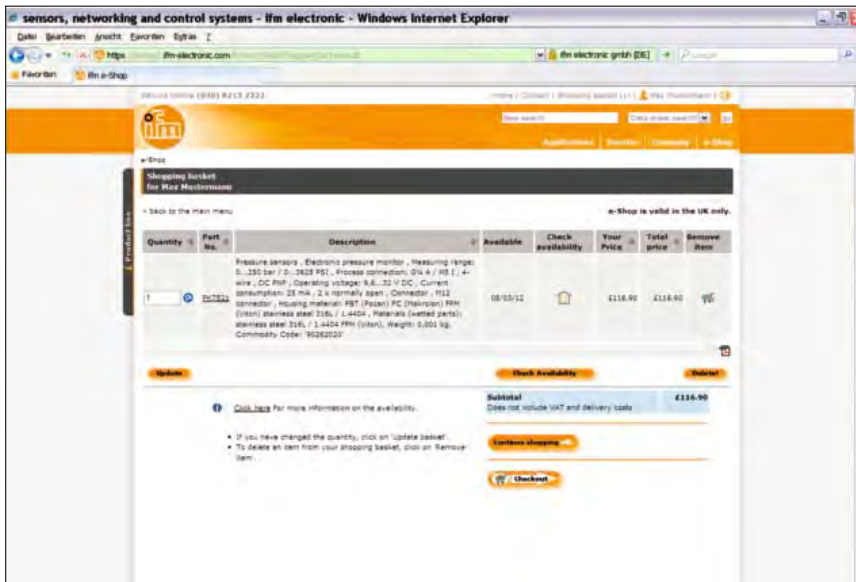 sensors, networking and control systems - ifm electronic - Windows Internet Explorer
Datei Bearbeiten Ansicht Favoriten Extras ?
https ifm-electronic.com ifm electronic gmbh [DE]
Favoriten ifm e-Shop
ifm
e-Shop
Shopping basket
for Max Mustermann
Product line
back to the main menu
e-Shop is valid in the UK only.
Quantity Part No. Description Available Check availability Your Price Total price Remove item
Pressure sensors , Electronic pressure monitor , Measuring range:
0...250 bar / 0...3625 PSI , Process connection: G¼ A / M5 I , 4-
wire , DC PNP , Operating voltage: 9,6...32 V DC , Current
consumption: 25 mA , 2 x normally open , Connector , M12
connector , Housing material: PBT (Pocan) PC (Makrolon) FPM
(Viton) stainless steel 316L / 1.4404 , Materials (wetted parts):
stainless steel 316L / 1.4404 FPM (Viton), Weight: 0.001 kg,
Commodity Code: '90262020'
1 08/03/12 £116.90 £116.90
Update Check Availability Delete!
Subtotal £116.90
Does not include VAT and delivery costs
Click here For more information on the availability.
If you have changed the quantity, click on 'Update basket'.
To delete an item from your shopping basket, click on 'Remove
item'.
Continue shopping
Checkout